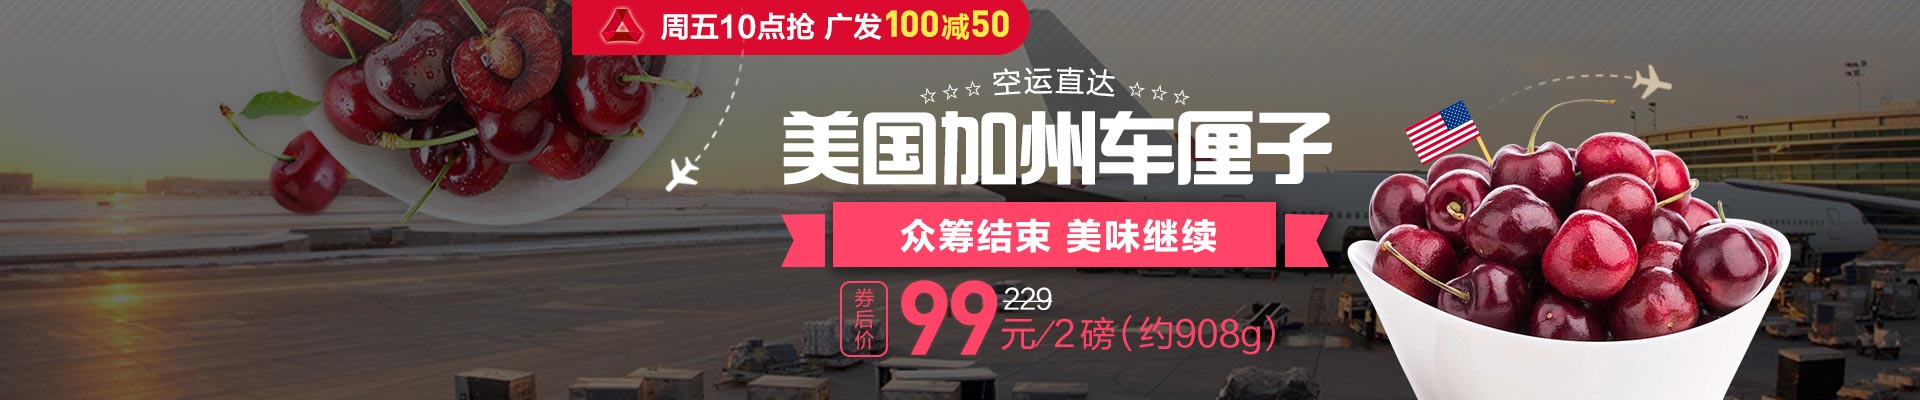 周五10点抢 广发100减50
空运直达
美国加州车厘子
众筹结束 美味继续
券后价 99 229
元/2磅(约908g)